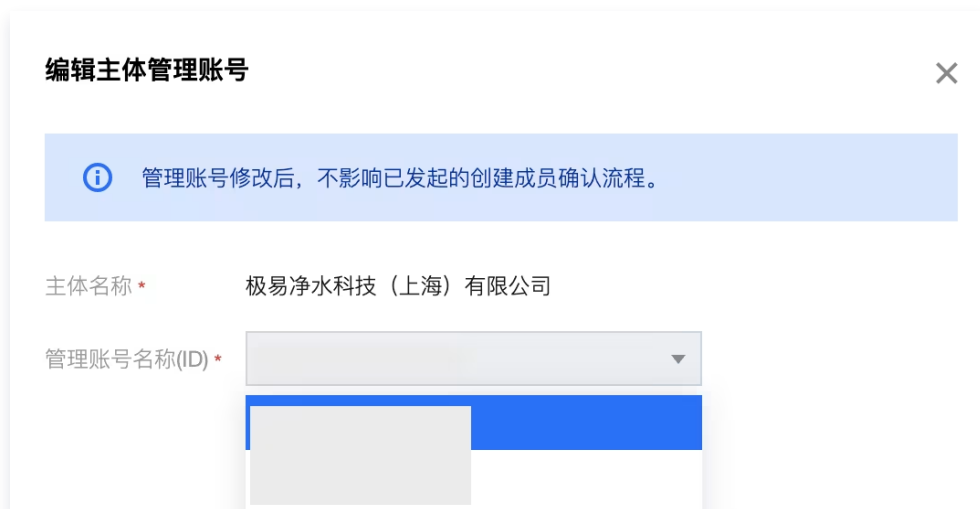 编辑主体管理账号
管理账号修改后，不影响已发起的创建成员确认流程。
主体名称 * 极易净水科技（上海）有限公司
管理账号名称(ID) *